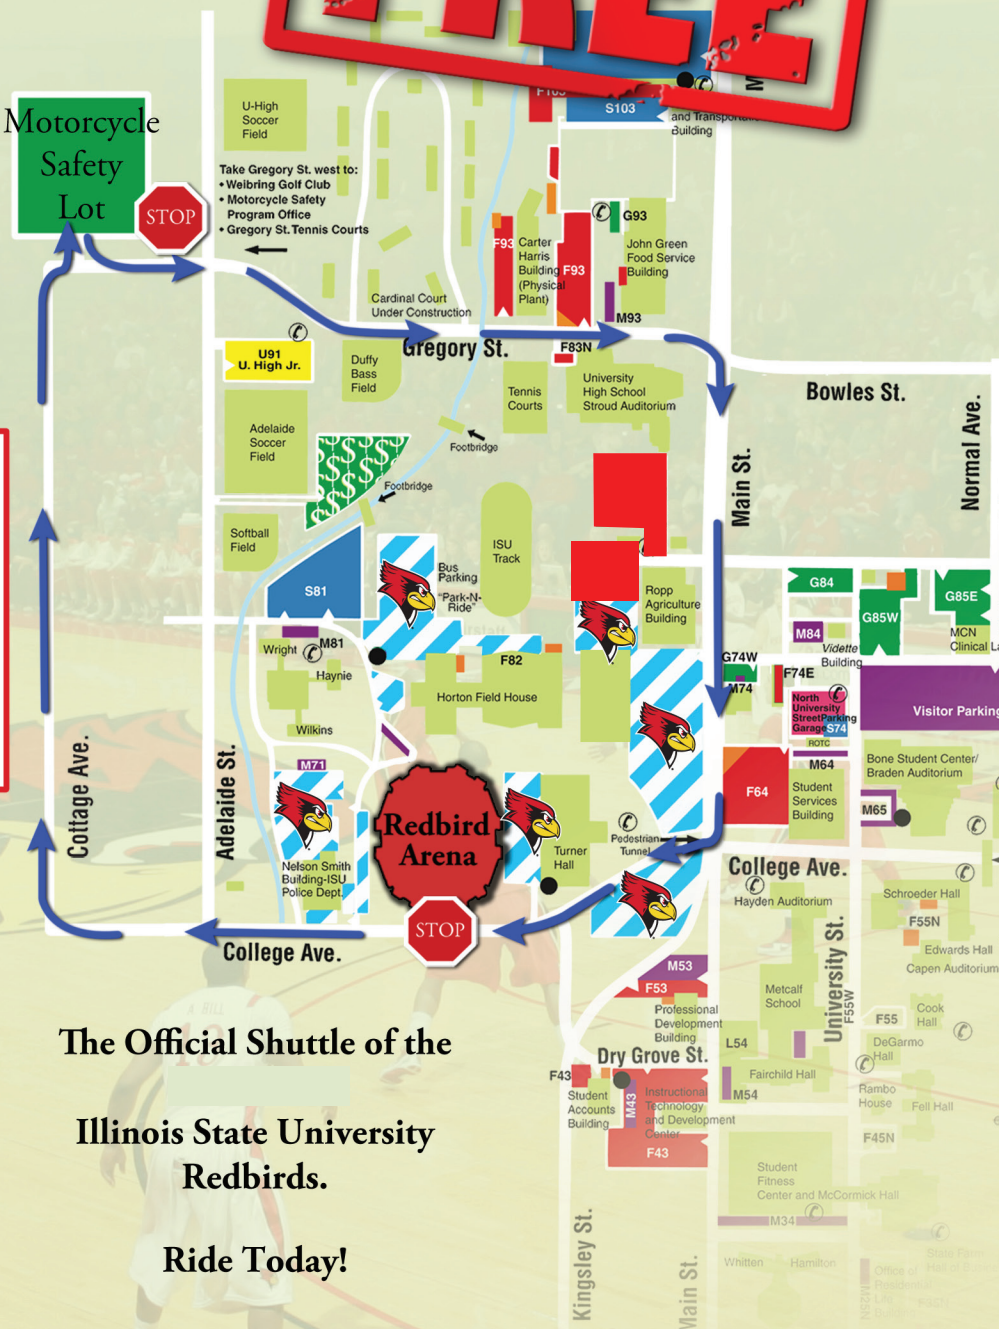 FREE
Motorcycle
Safety
Lot
STOP
U-High
Soccer
Field
Take Gregory St. west to:
• Weibring Golf Club
• Motorcycle Safety
Program Office
• Gregory St. Tennis Courts
F103
S103
Building
G93
F93
Carter
Harris
Building
(Physical
Plant)
F93
John Green
Food Service
Building
M93
Cardinal Court
Under Construction
Gregory St.
F83N
U91
U. High Jr.
Duffy
Bass
Field
Tennis
Courts
University
High School
Stroud Auditorium
Bowles St.
Normal Ave.
Main St.
Adelaide
Soccer
Field
$ $ $ $ $ $ $ $ $
Footbridge
Footbridge
Softball
Field
S81
Bus
Parking
"Park-N-
Ride"
ISU
Track
Ropp
Agriculture
Building
G84
G85W
G85E
MCN
Clinical La
M84
Vidette
Building
Wright
M81
Haynie
Wilkins
F82
Horton Field House
G74W
M74
F74E
North
University
Street Parking
Garage
S74
ROTC
M64
Visitor Parking
Bone Student Center/
Braden Auditorium
F64
Student
Services
Building
M65
M71
Cottage Ave.
Adelaide St.
Redbird
Arena
Turner
Hall
Pedestrian
Tunnel
Nelson Smith
Building-ISU
Police Dept.
STOP
College Ave.
College Ave.
Hayden Auditorium
Schroeder Hall
F55N
Edwards Hall
Capen Auditorium
University St.
F55W
M53
F53
Professional
Development
Building
Metcalf
School
L54
F55
Cook
Hall
DeGarmo
Hall
Fairchild Hall
Rambo
House
Fell Hall
M54
Dry Grove St.
F43
Student
Accounts
Building
M43
Instructional
Technology
and Development
Center
F43
F45N
Student
Fitness
Center and McCormick Hall
M34
Kingsley St.
Main St.
Whitten
Hamilton
The Official Shuttle of the
Illinois State University
Redbirds.
Ride Today!